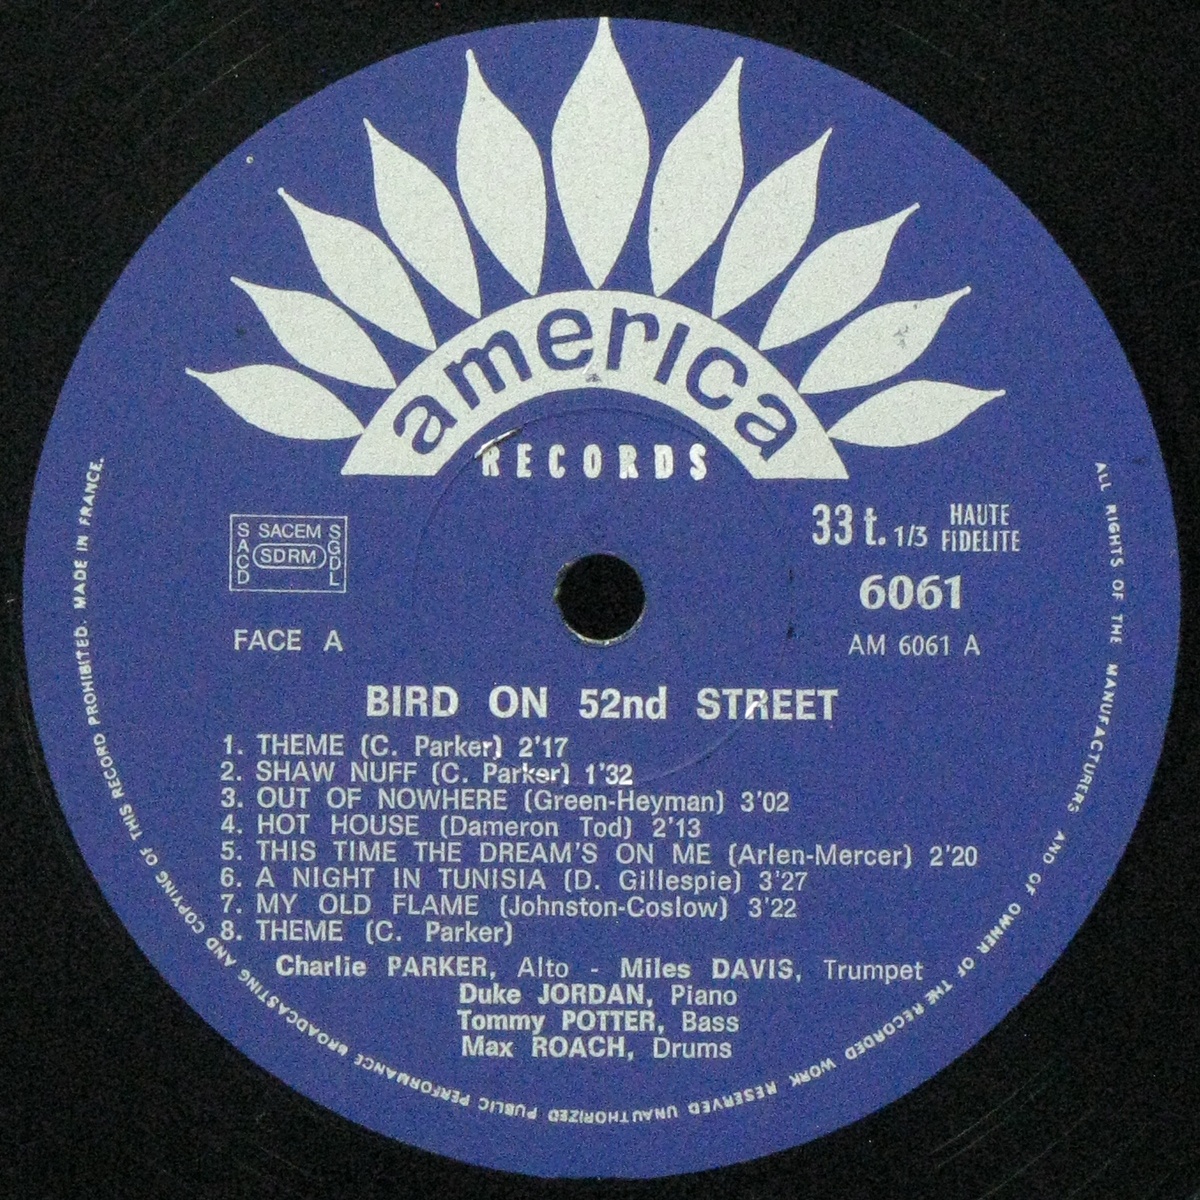 amerIca
RECORDS
SACD SACEM SGDL
SDRM
FACE A
33 t. 1/3 HAUTE FIDELITE
6061
AM 6061 A
BIRD ON 52nd STREET
1. THEME (C. Parker) 2'17
2. SHAW NUFF (C. Parker) 1'32
3. OUT OF NOWHERE (Green-Heyman) 3'02
4. HOT HOUSE (Dameron Tod) 2'13
5. THIS TIME THE DREAM'S ON ME (Arlen-Mercer) 2'20
6. A NIGHT IN TUNISIA (D. Gillespie) 3'27
7. MY OLD FLAME (Johnston-Coslow) 3'22
8. THEME (C. Parker)
Charlie PARKER, Alto - Miles DAVIS, Trumpet
Duke JORDAN, Piano
Tommy POTTER, Bass
Max ROACH, Drums
ALL RIGHTS OF THE MANUFACTURERS AND OF OWNER OF THE RECORDED WORK RESERVED UNAUTHORIZED PUBLIC PERFORMANCE BROADCASTING AND COPYING OF THIS RECORD PROHIBITED. MADE IN FRANCE.